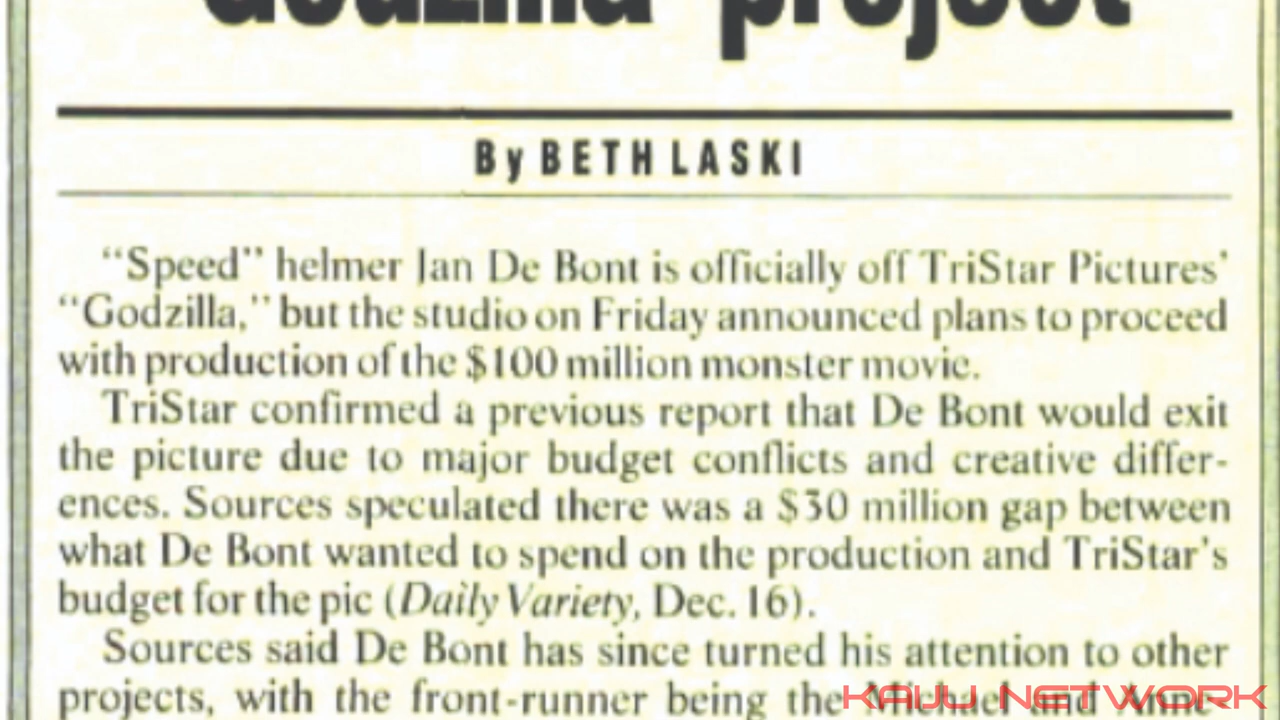 Godzilla' project
By BETH LASKI
“Speed” helmer Jan De Bont is officially off TriStar Pictures'
“Godzilla,” but the studio on Friday announced plans to proceed
with production of the $100 million monster movie.
TriStar confirmed a previous report that De Bont would exit
the picture due to major budget conflicts and creative differ-
ences. Sources speculated there was a $30 million gap between
what De Bont wanted to spend on the production and TriStar's
budget for the pic (Daily Variety, Dec. 16).
Sources said De Bont has since turned his attention to other
projects, with the front-runner being the Michael and Anne-
KAIJU NETWORK